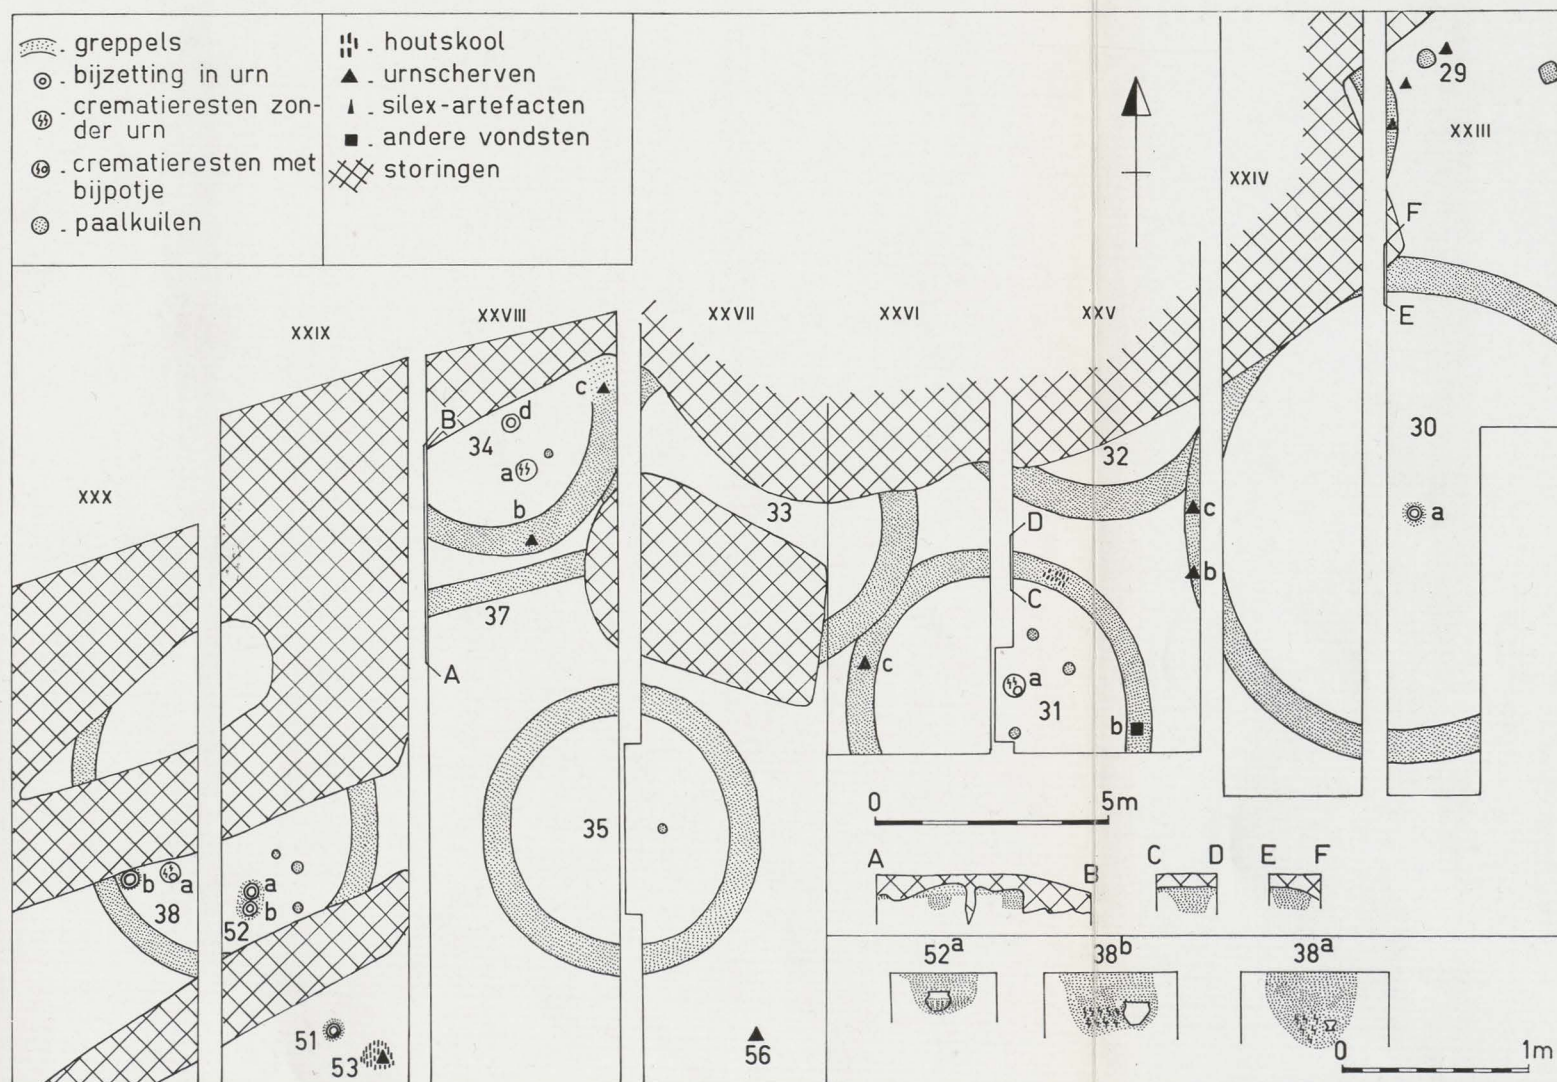 greppels
bijzetting in urn
crematieresten zon-
der urn
crematieresten met
bijpotje
paalkuilen
houtskool
urnscherven
silex-artefacten
andere vondsten
storingen
29
XXIII
XXIV
F
E
XXIX
XXVIII
XXVII
XXVI
XXV
c
B
d
34
a
b
33
32
30
c
a
D
b
C
XXX
37
A
c
a
31
b
35
0 5m
b
a
38
a
b
52
A
B
C D
E F
52a
38b
38a
51
53
56
0 1m